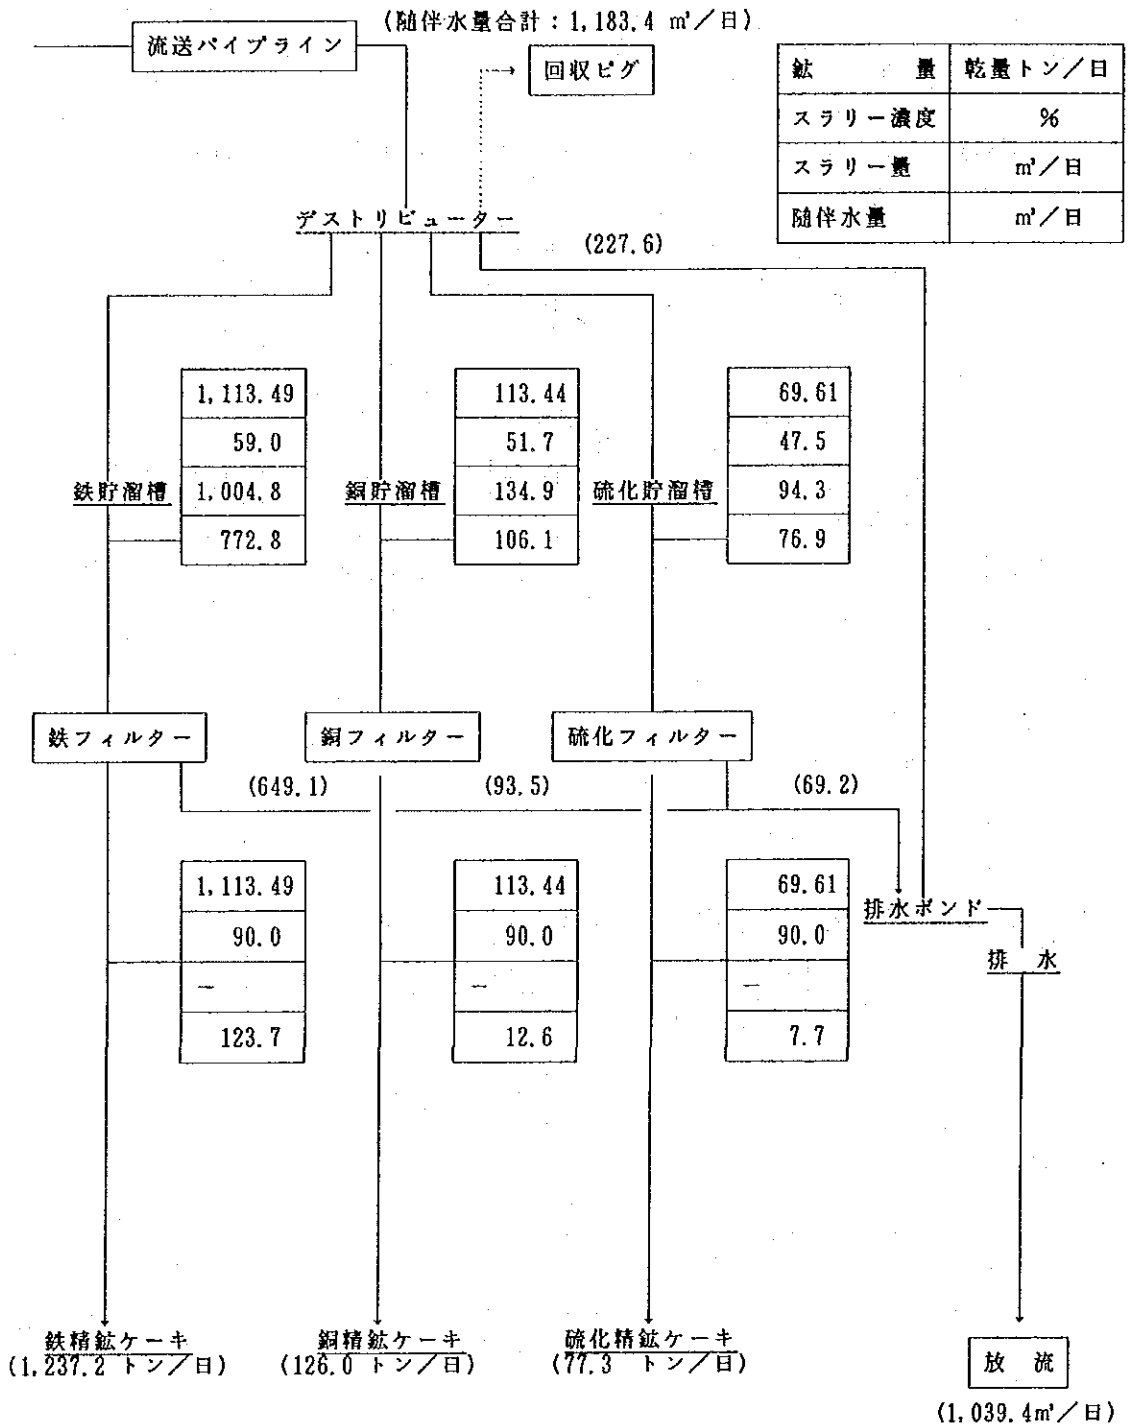 (随伴水量合計：1,183.4 m³／日)
流送パイプライン
回収ピグ
鉱　　量 乾量トン／日
スラリー濃度 %
スラリー量 m³／日
随伴水量 m³／日
デストリビューター
(227.6)
1,113.49 113.44 69.61
59.0 51.7 47.5
鉄貯溜槽 1,004.8 銅貯溜槽 134.9 硫化貯溜槽 94.3
772.8 106.1 76.9
鉄フィルター 銅フィルター 硫化フィルター
(649.1) (93.5) (69.2)
1,113.49 113.44 69.61
排水ポンド
90.0 90.0 90.0
排　水
－ － －
123.7 12.6 7.7
鉄精鉱ケーキ 銅精鉱ケーキ 硫化精鉱ケーキ
(1,237.2 トン／日) (126.0 トン／日) (77.3 トン／日)
放　流
(1,039.4m³／日)